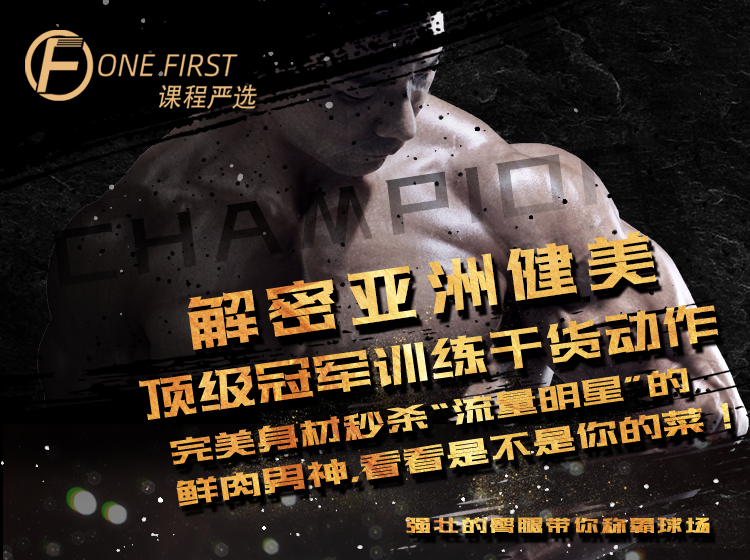 ONE FIRST
课程严选
CHAMPION
解密亚洲健美
顶级冠军训练干货动作
完美身材秒杀“流量明星”的
鲜肉男神,看看是不是你的菜！
强壮的臀腿带你称霸球场